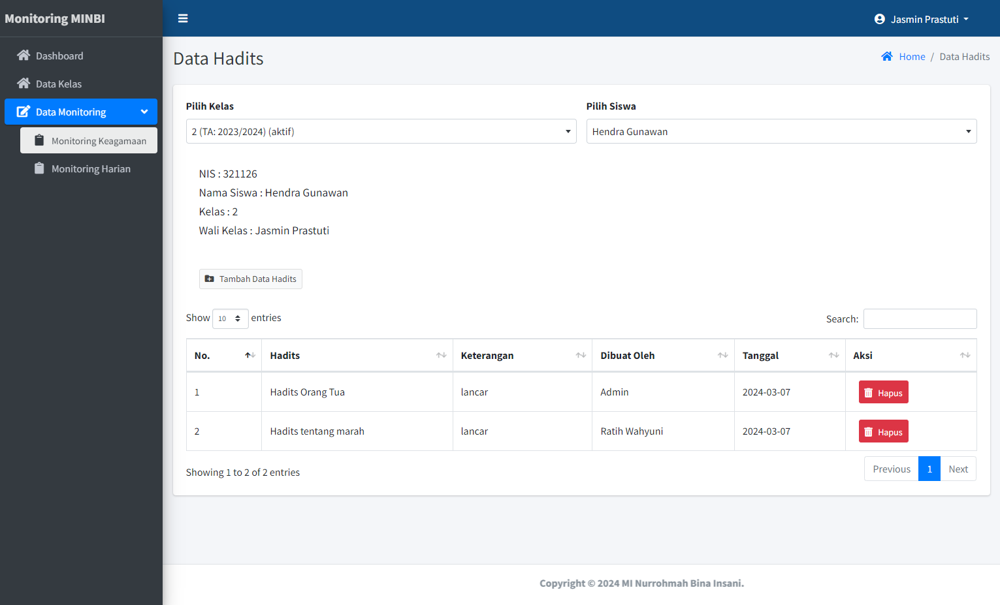 Monitoring MINBI
Jasmin Prastuti
Dashboard
Data Kelas
Data Monitoring
Monitoring Keagamaan
Monitoring Harian
Data Hadits
Home / Data Hadits
Pilih Kelas
Pilih Siswa
2 (TA: 2023/2024) (aktif)
Hendra Gunawan
NIS : 321126
Nama Siswa : Hendra Gunawan
Kelas : 2
Wali Kelas : Jasmin Prastuti
Tambah Data Hadits
Show 10 entries
Search:
No. Hadits Keterangan Dibuat Oleh Tanggal Aksi
1 Hadits Orang Tua lancar Admin 2024-03-07 Hapus
2 Hadits tentang marah lancar Ratih Wahyuni 2024-03-07 Hapus
Showing 1 to 2 of 2 entries
Previous 1 Next
Copyright © 2024 MI Nurrohmah Bina Insani.